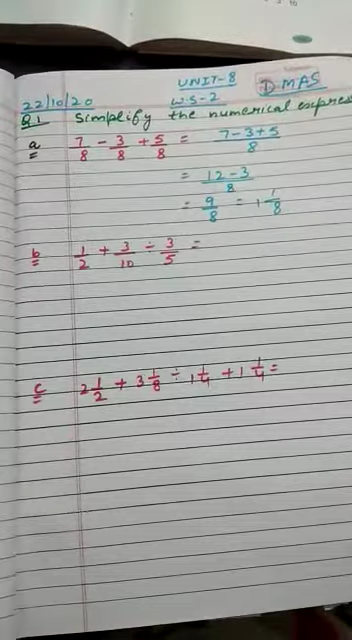 UNIT-8 DMAS
22/10/20 W.S-2
Q.1 Simplify the numerical expres
a 7/8 - 3/8 + 5/8 = 7-3+5/8
= 12-3/8
= 9/8 = 1 1/8
b 1/2 + 3/10 ÷ 3/5 =
c 2 1/2 + 3 1/8 ÷ 1 1/4 + 1 1/4 =